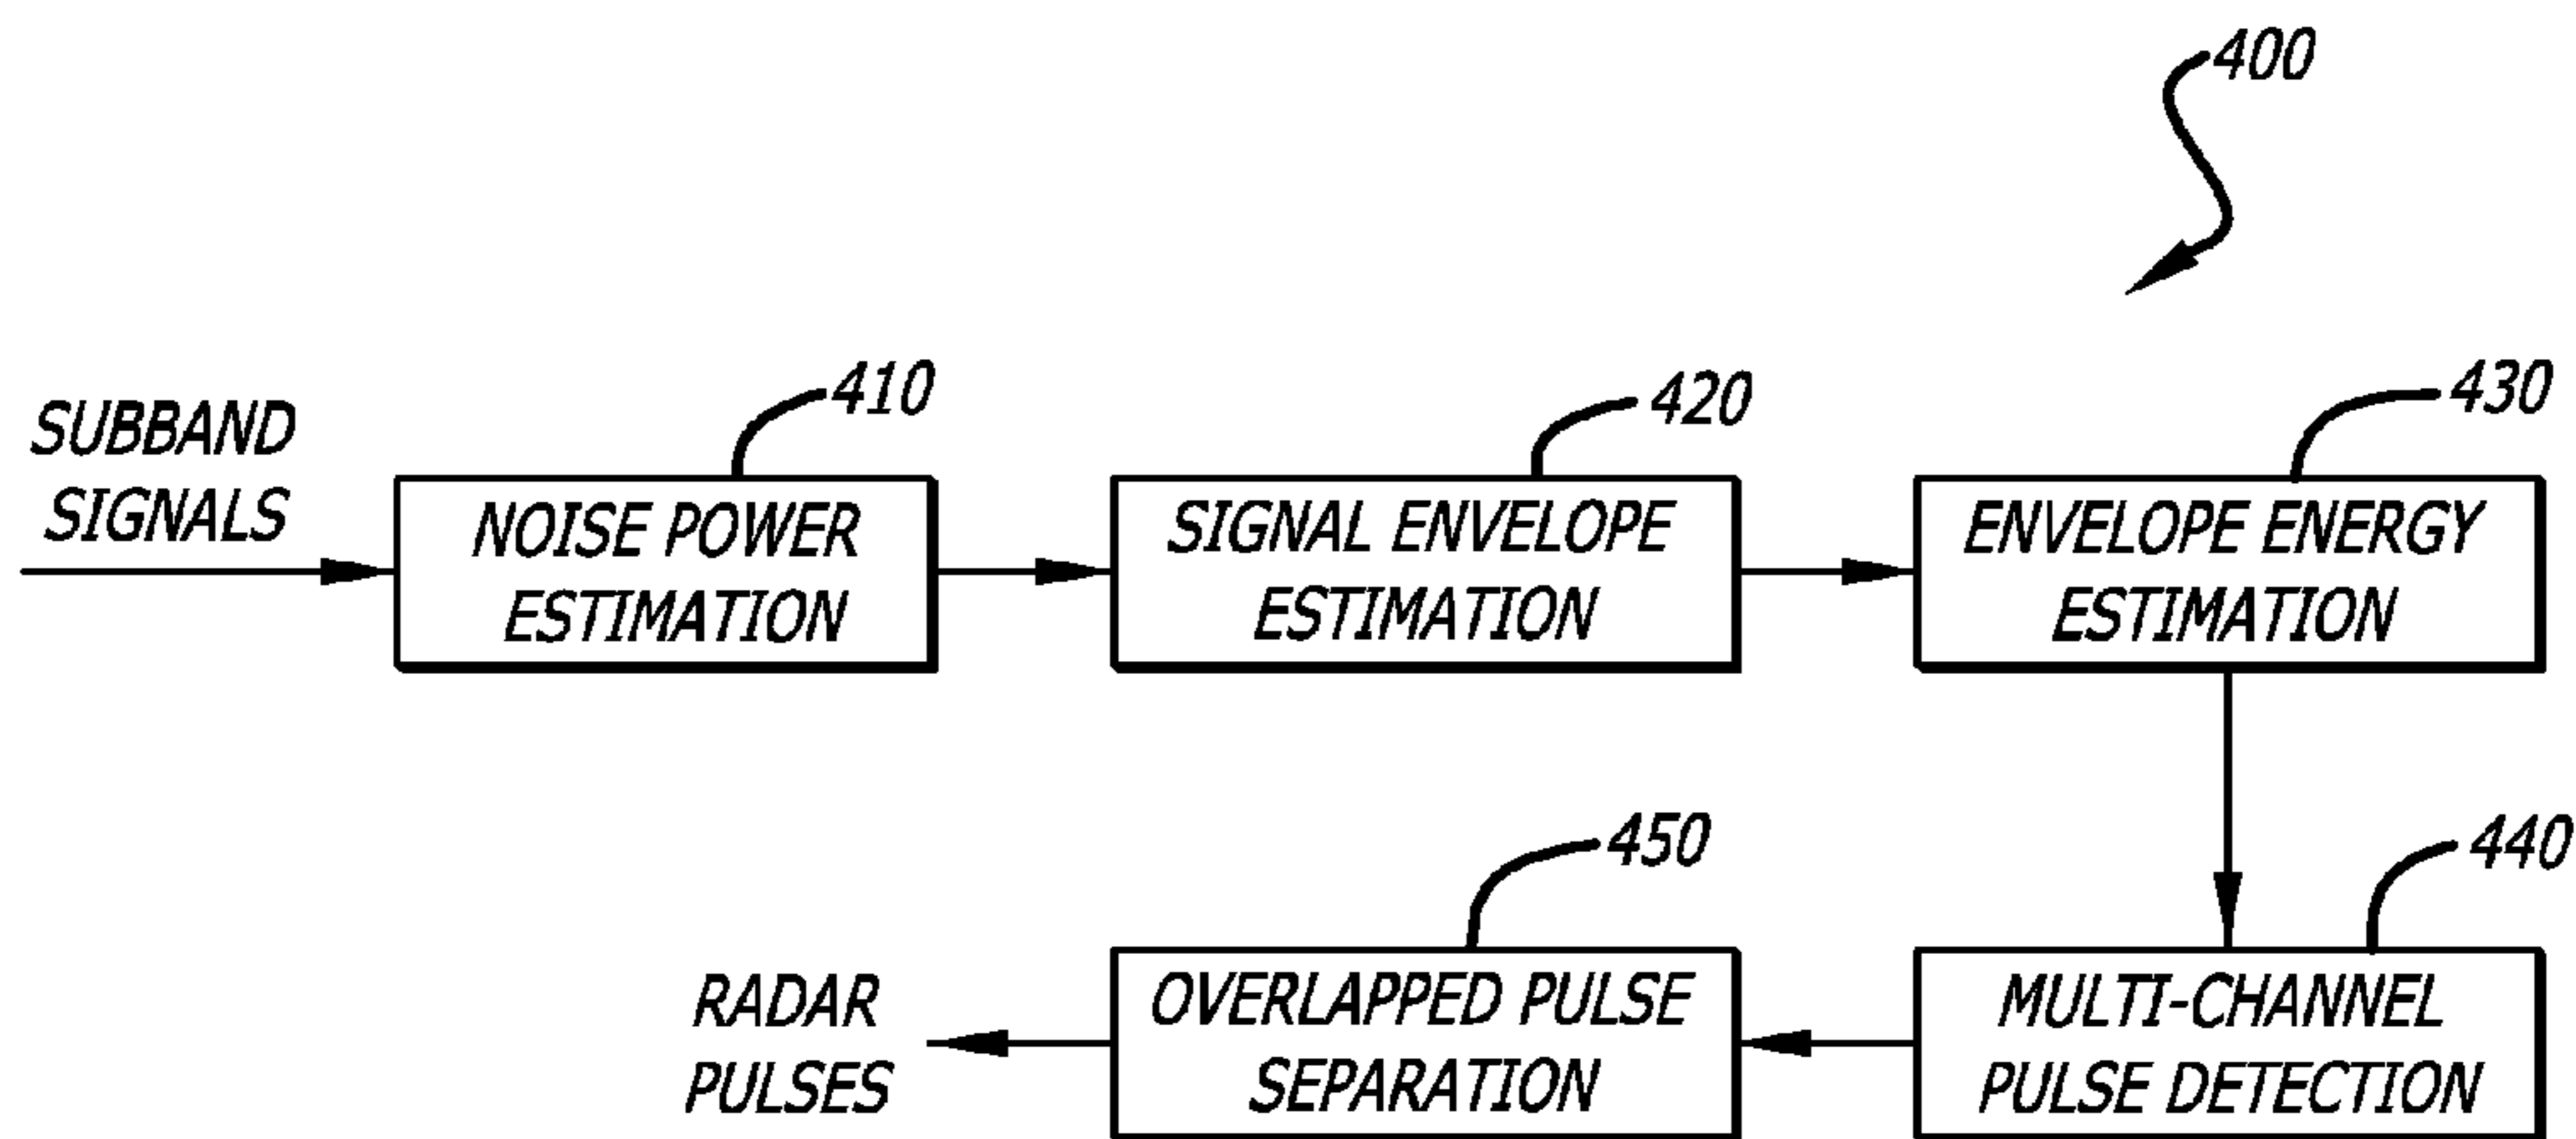 400
410
420
430
SUBBAND
SIGNALS
NOISE POWER
ESTIMATION
SIGNAL ENVELOPE
ESTIMATION
ENVELOPE ENERGY
ESTIMATION
450
440
RADAR
PULSES
OVERLAPPED PULSE
SEPARATION
MULTI-CHANNEL
PULSE DETECTION